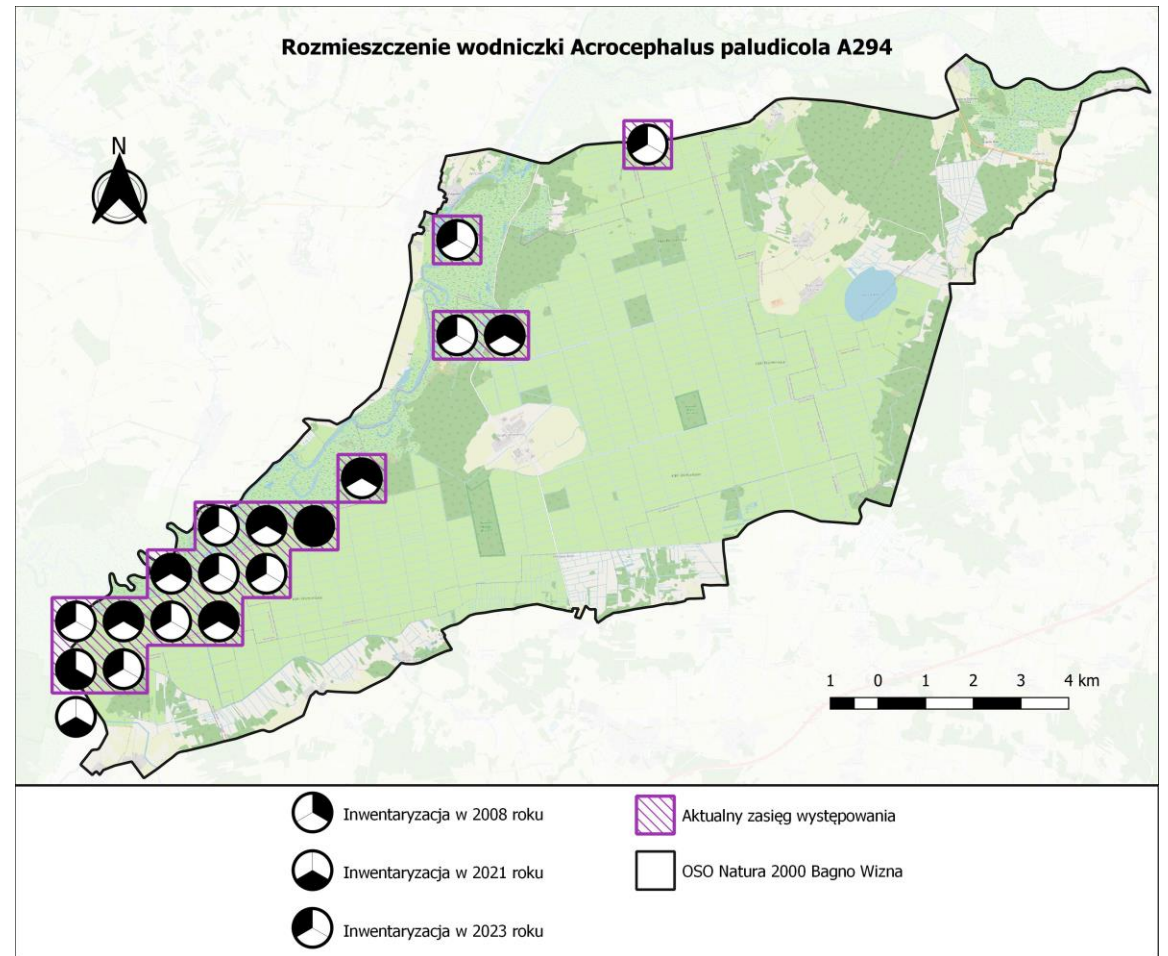 Rozmieszczenie wodniczki Acrocephalus paludicola A294
N
1 0 1 2 3 4 km
Inwentaryzacja w 2008 roku
Inwentaryzacja w 2021 roku
Inwentaryzacja w 2023 roku
Aktualny zasięg występowania
OSO Natura 2000 Bagno Wizna